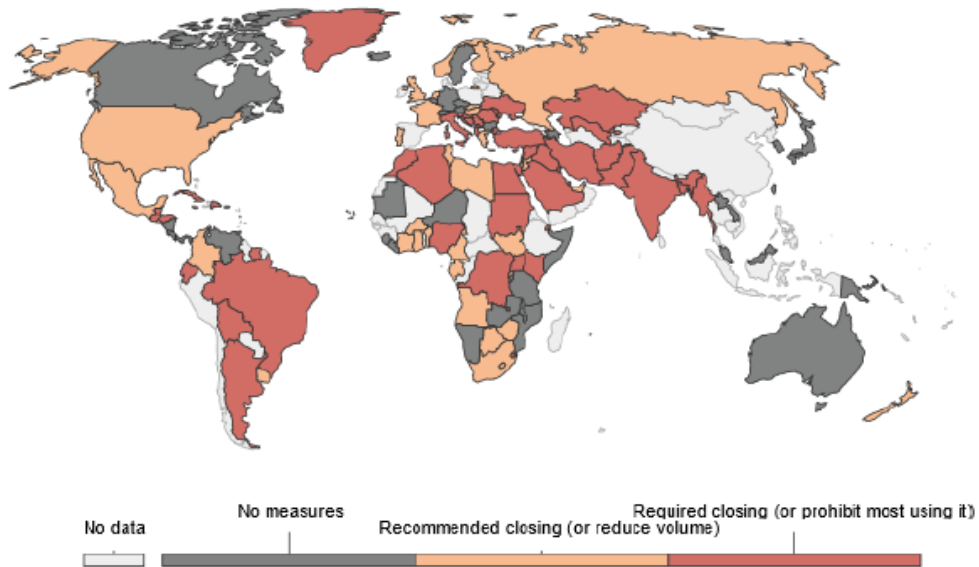 No data
No measures
Recommended closing (or reduce volume)
Required closing (or prohibit most using it)